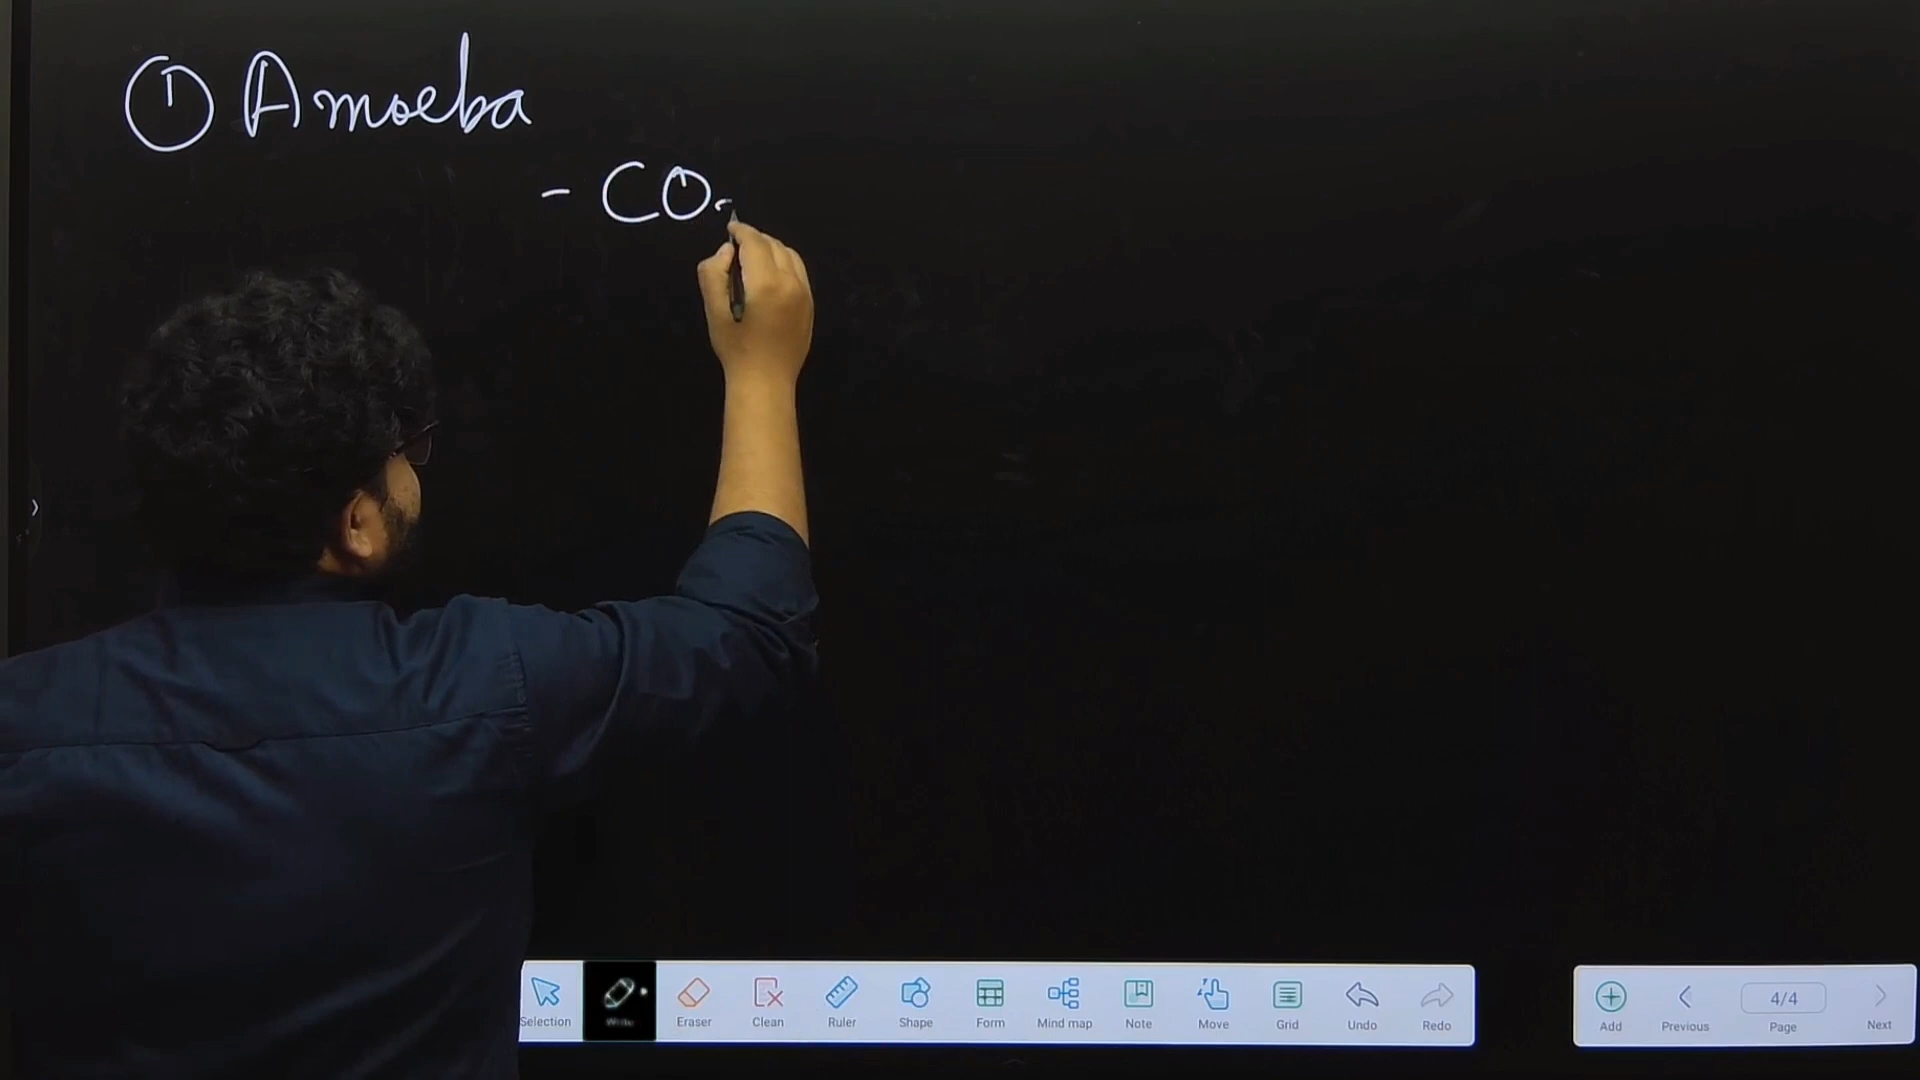 ① Amoeba
- CO
Selection Write Eraser Clean Ruler Shape Form Mind map Note Move Grid Undo Redo
Add Previous 4/4 Page Next